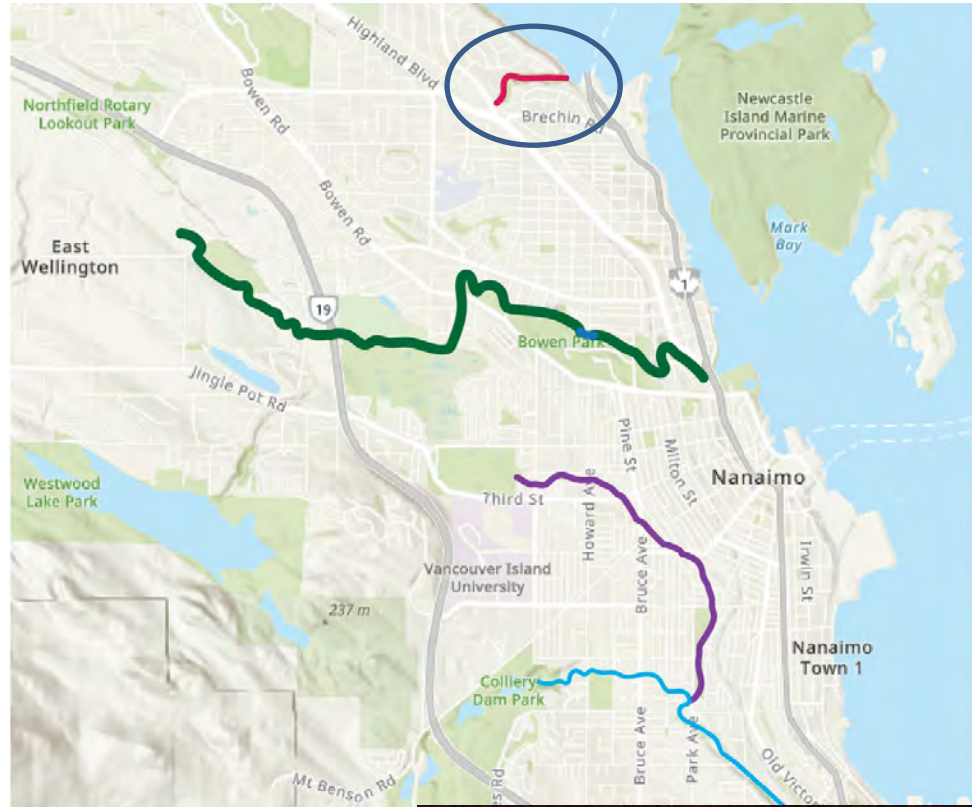 Highland Blvd
Bowen Rd
Northfield Rotary
Lookout Park
Brechin Rd
Newcastle
Island Marine
Provincial Park
Bowen Rd
Mark
Bay
East
Wellington
19
1
Bowen Park
Jingle Pot Rd
Pine St
Milton St
Nanaimo
Westwood
Lake Park
Third St
Howard Ave
Vancouver Island
University
Bruce Ave
Irwin St
237 m
Nanaimo
Town 1
Colliery
Dam Park
Bruce Ave
Park Ave
Old Victor
Mt Benson Rd
es Rd